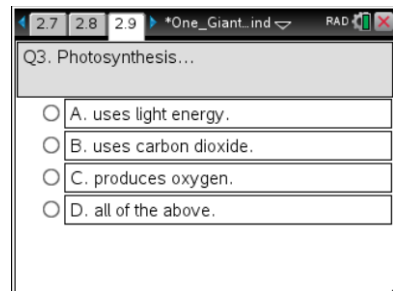 2.7 2.8 2.9 *One_Giant…ind RAD
Q3. Photosynthesis…
A. uses light energy.
B. uses carbon dioxide.
C. produces oxygen.
D. all of the above.